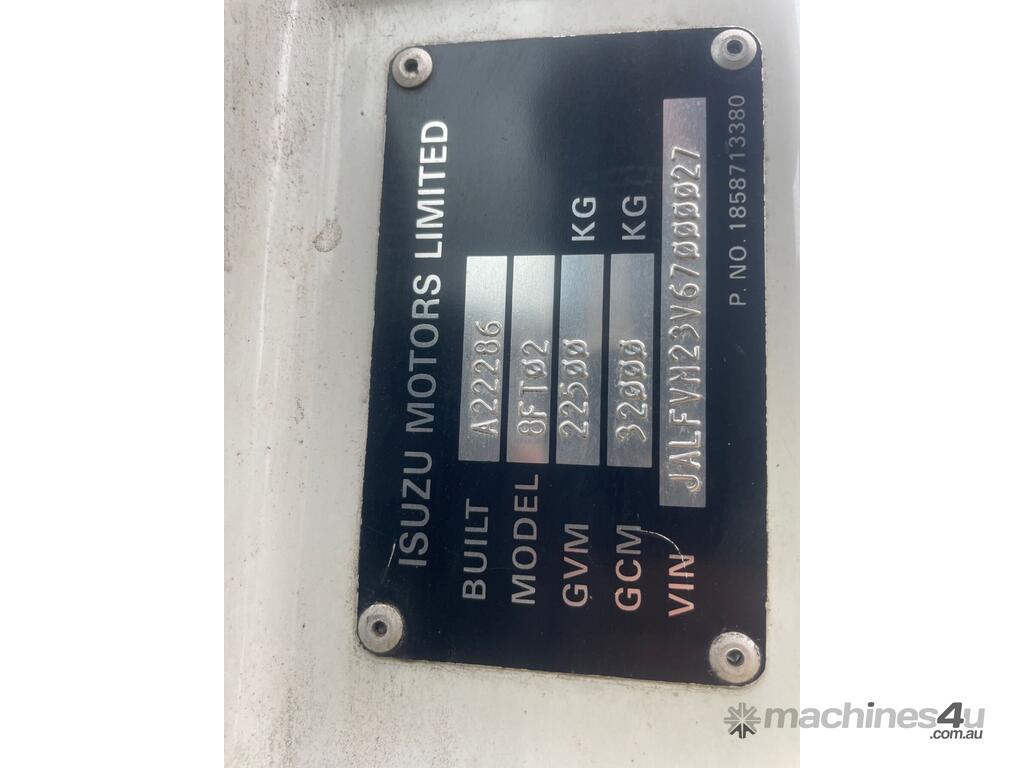 ISUZU MOTORS LIMITED
BUILT A22286
MODEL 8FT02
GVM 22500 KG
GCM 32000 KG
VIN JALFVM23V67000027
P. NO. 1858713380
machines4u
.com.au